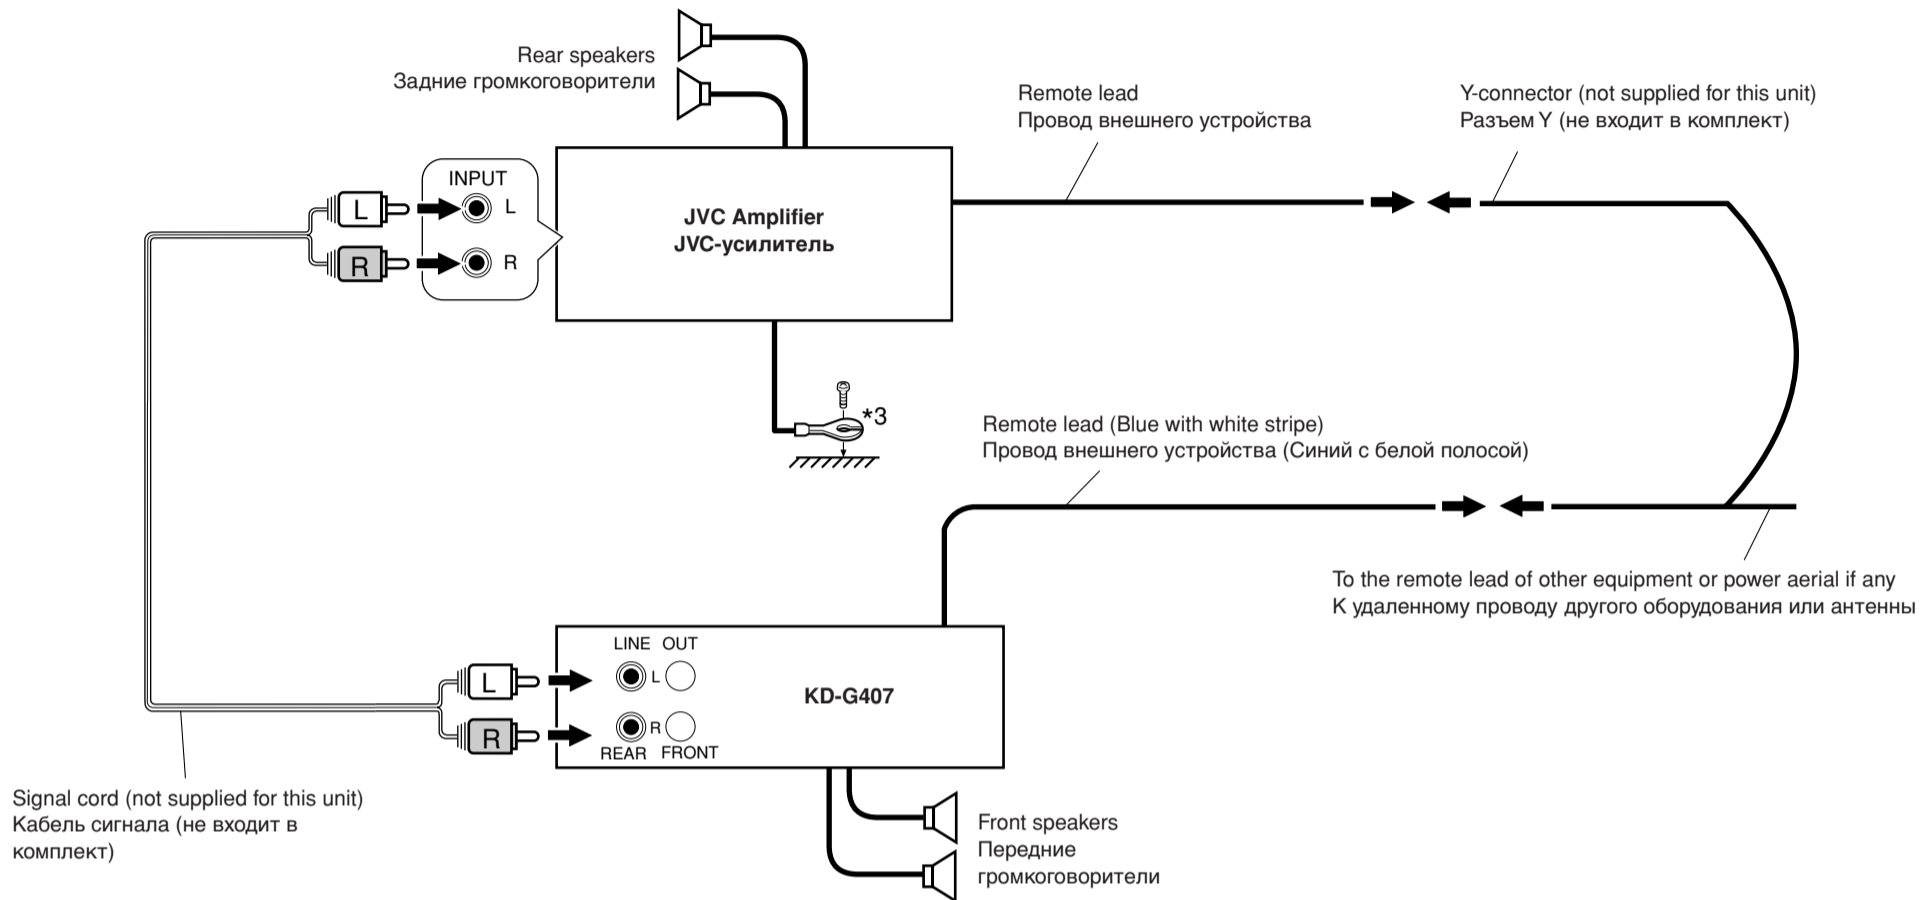 Rear speakers
Задние громкоговорители
Remote lead
Провод внешнего устройства
Y-connector (not supplied for this unit)
Разъем Y (не входит в комплект)
INPUT
L
L
R
R
JVC Amplifier
JVC-усилитель
*3
Remote lead (Blue with white stripe)
Провод внешнего устройства (Синий с белой полосой)
To the remote lead of other equipment or power aerial if any
К удаленному проводу другого оборудования или антенны
LINE OUT
L
L
KD-G407
R
R
REAR FRONT
Signal cord (not supplied for this unit)
Кабель сигнала (не входит в
комплект)
Front speakers
Передние
громкоговорители